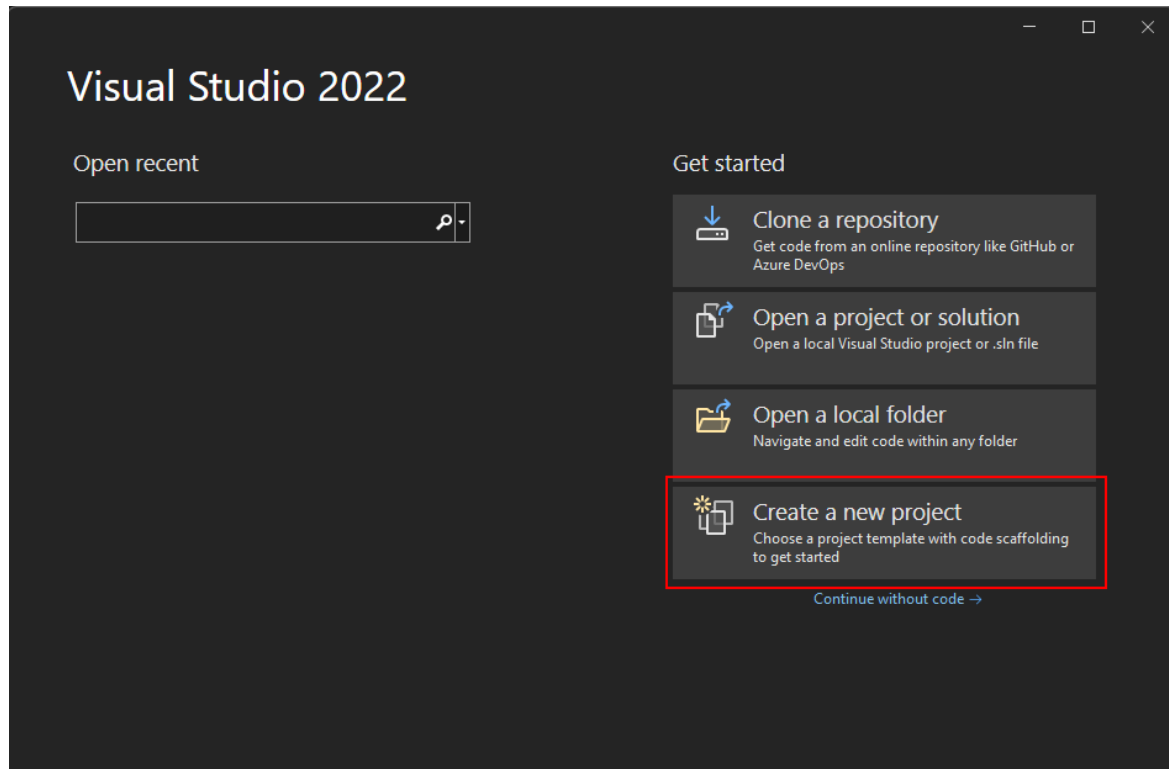 Visual Studio 2022
Open recent
Get started
Clone a repository
Get code from an online repository like GitHub or
Azure DevOps
Open a project or solution
Open a local Visual Studio project or .sln file
Open a local folder
Navigate and edit code within any folder
Create a new project
Choose a project template with code scaffolding
to get started
Continue without code →